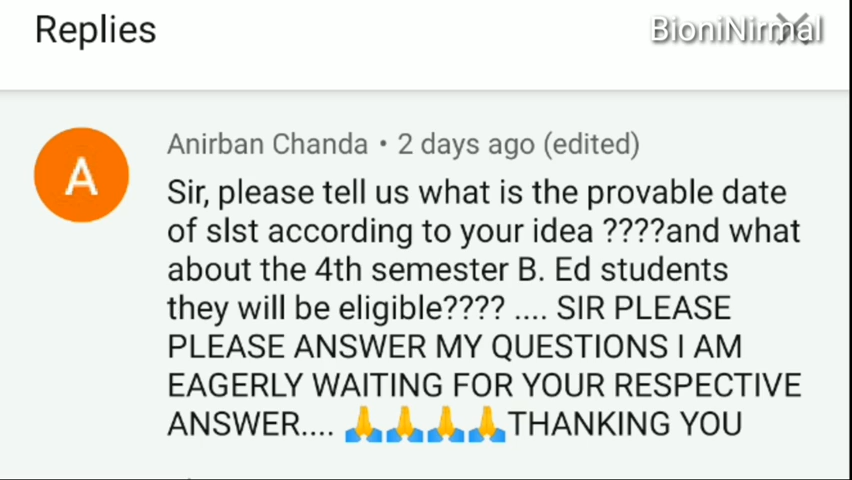 Replies
BioniNirmal
A
Anirban Chanda • 2 days ago (edited)
Sir, please tell us what is the provable date
of slst according to your idea ????and what
about the 4th semester B. Ed students
they will be eligible???? .... SIR PLEASE
PLEASE ANSWER MY QUESTIONS I AM
EAGERLY WAITING FOR YOUR RESPECTIVE
ANSWER.... 🙏🙏🙏🙏THANKING YOU